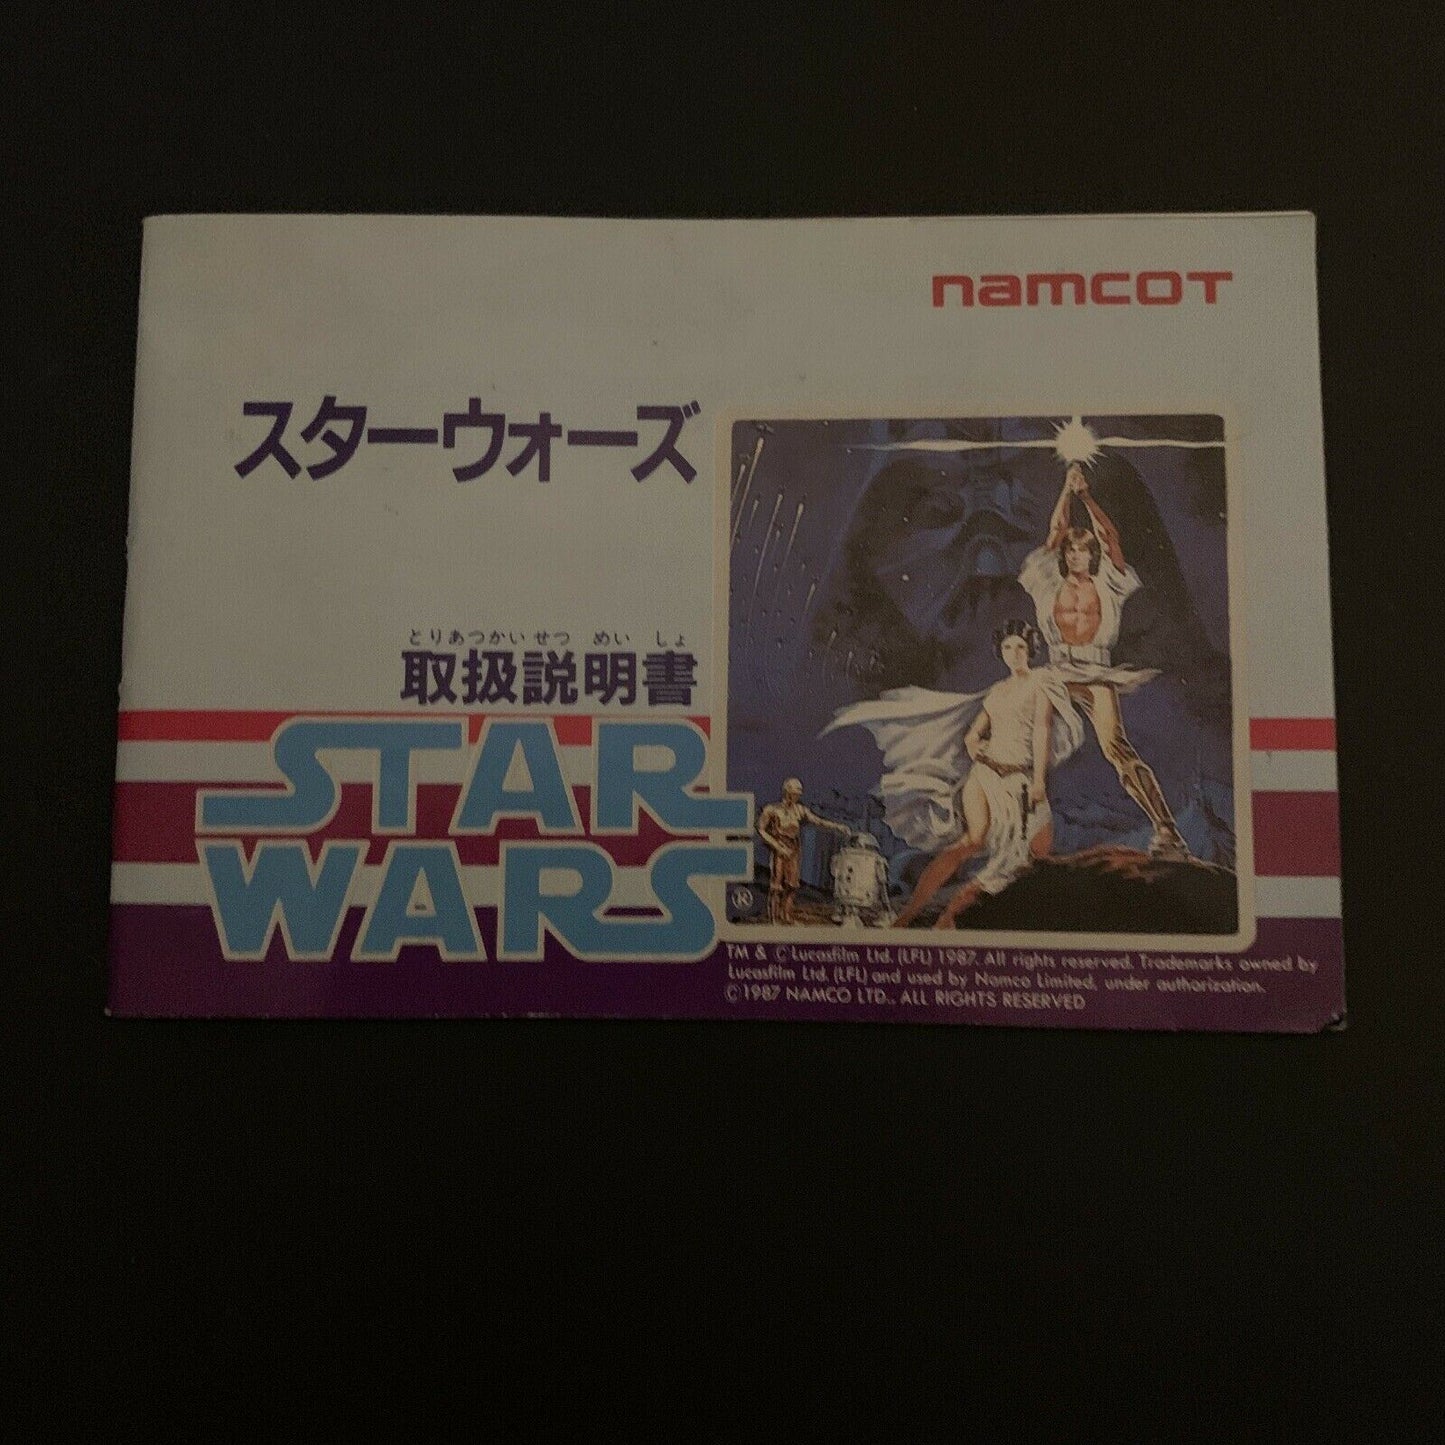 namcoT
スターウォーズ
とりあつかいせつ めい しょ
取扱説明書
STAR
WARS
®
TM & ©Lucasfilm Ltd. (LFL) 1987. All rights reserved. Trademarks owned by
Lucasfilm Ltd. (LFL) and used by Namco Limited, under authorization.
©1987 NAMCO LTD., ALL RIGHTS RESERVED